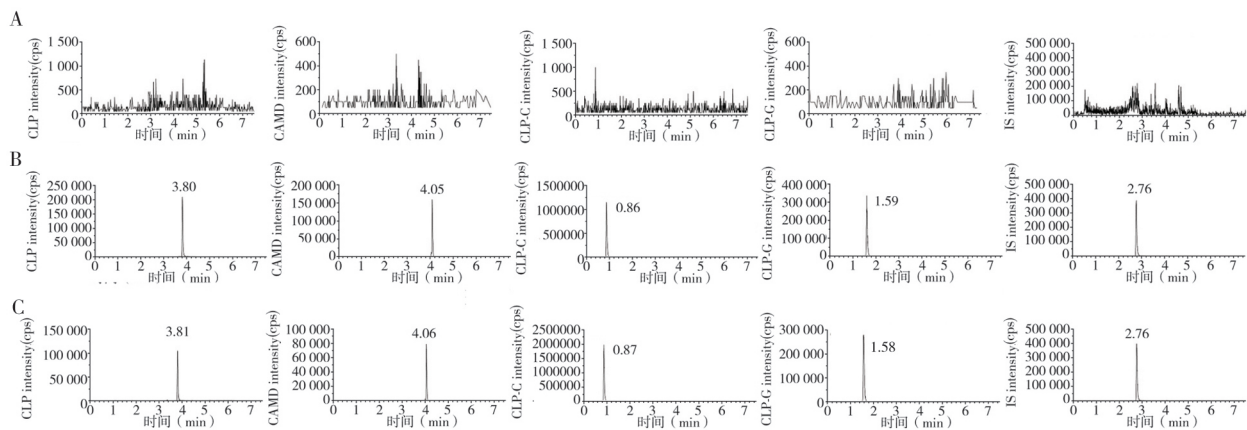 A
CLP intensity(cps)
1 500
1 000
500
0
0 1 2 3 4 5 6 7
时间（min）
CAMD intensity(cps)
600
400
200
0
0 1 2 3 4 5 6 7
时间（min）
CLP-C intensity(cps)
1 500
1 000
500
0
0 1 2 3 4 5 6 7
时间（min）
CLP-G intensity(cps)
600
400
200
0
0 1 2 3 4 5 6 7
时间（min）
IS intensity(cps)
500 000
400 000
300 000
200 000
100 000
0
0 1 2 3 4 5 6 7
时间（min）
B
CLP intensity(cps)
250 000
200 000
150 000
100 000
50 000
0
3.80
0 1 2 3 4 5 6 7
时间（min）
CAMD intensity(cps)
200 000
150 000
100 000
50 000
0
4.05
0 1 2 3 4 5 6 7
时间（min）
CLP-C intensity(cps)
1500000
1000000
500000
0
0.86
0 1 2 3 4 5 6 7
时间（min）
CLP-G intensity(cps)
400 000
300 000
200 000
100 000
0
1.59
0 1 2 3 4 5 6 7
时间（min）
IS intensity(cps)
500 000
400 000
300 000
200 000
100 000
0
2.76
0 1 2 3 4 5 6 7
时间（min）
C
CLP intensity(cps)
150 000
100 000
50 000
0
3.81
0 1 2 3 4 5 6 7
时间（min）
CAMD intensity(cps)
100 000
80 000
60 000
40 000
20 000
0
4.06
0 1 2 3 4 5 6 7
时间（min）
CLP-C intensity(cps)
2500000
2000000
1500000
1000000
500000
0
0.87
0 1 2 3 4 5 6 7
时间（min）
CLP-G intensity(cps)
300 000
200 000
100 000
0
1.58
0 1 2 3 4 5 6 7
时间（min）
IS intensity(cps)
500 000
400 000
300 000
200 000
100 000
0
2.76
0 1 2 3 4 5 6 7
时间（min）